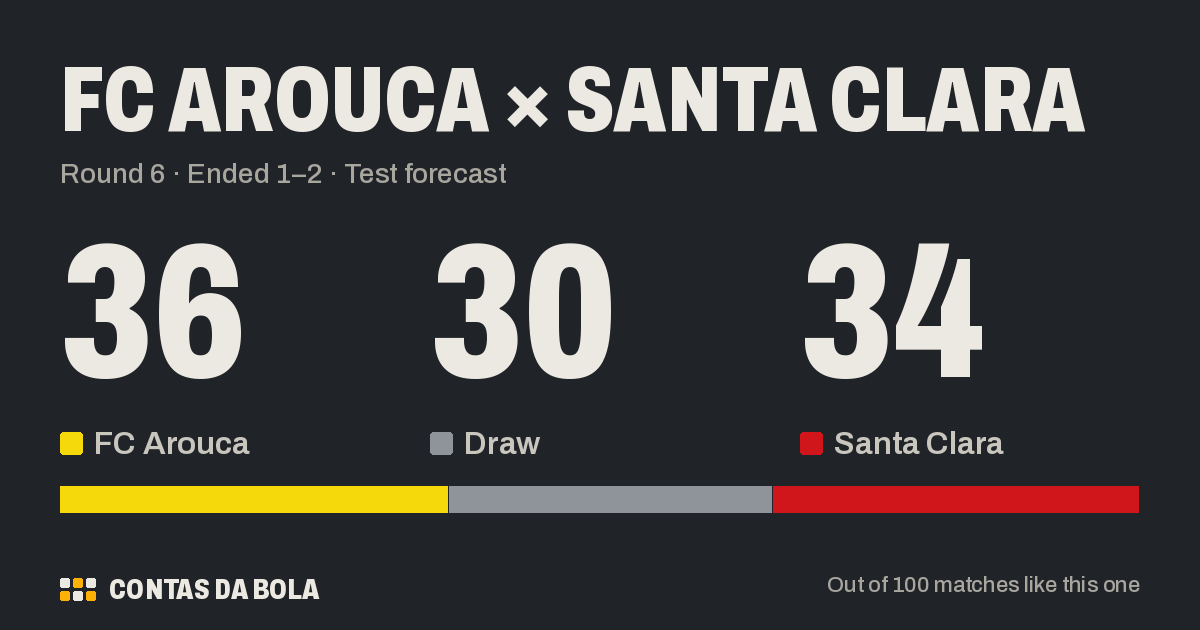 FC AROUCA × SANTA CLARA
Round 6 · Ended 1–2 · Test forecast
36 30 34
FC Arouca Draw Santa Clara
CONTAS DA BOLA
Out of 100 matches like this one